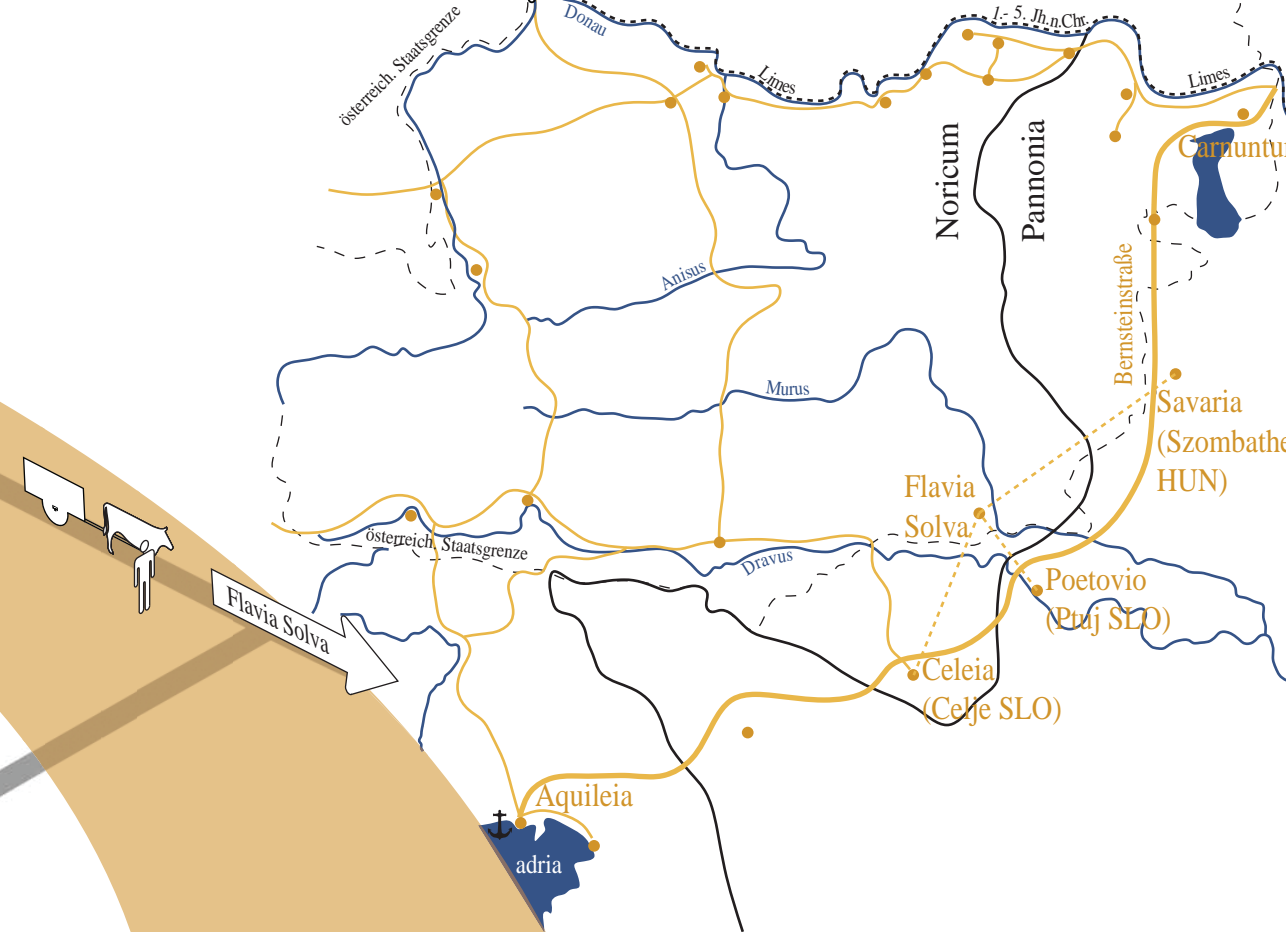 österreich. Staatsgrenze
Donau
Limes
1.- 5. Jh.n.Chr.
Limes
Carnuntu
Noricum
Pannonia
Anisus
Bernsteinstraße
Murus
Savaria
(Szombathe
HUN)
Flavia
Solva
österreich. Staatsgrenze
Dravus
Poetovio
(Ptuj SLO)
Flavia Solva
Celeia
(Celje SLO)
Aquileia
adria